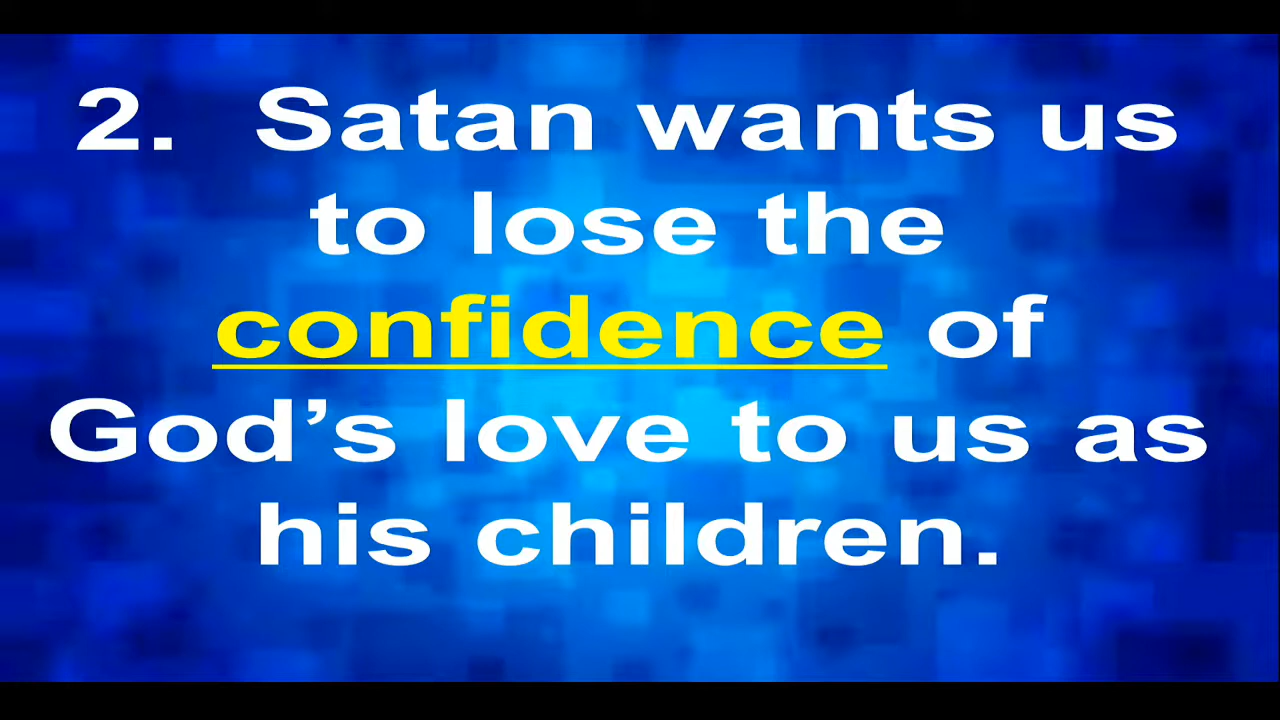 2. Satan wants us
to lose the
confidence of
God’s love to us as
his children.